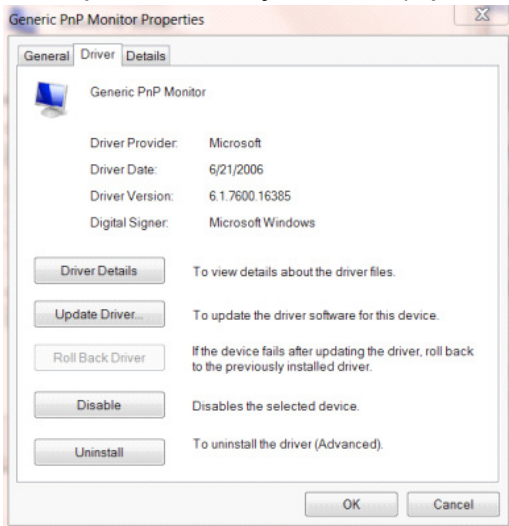 Generic PnP Monitor Properties
General Driver Details
Generic PnP Monitor
Driver Provider: Microsoft
Driver Date: 6/21/2006
Driver Version: 6.1.7600.16385
Digital Signer: Microsoft Windows
Driver Details To view details about the driver files.
Update Driver... To update the driver software for this device.
Roll Back Driver If the device fails after updating the driver, roll back
to the previously installed driver.
Disable Disables the selected device.
Uninstall To uninstall the driver (Advanced).
OK Cancel